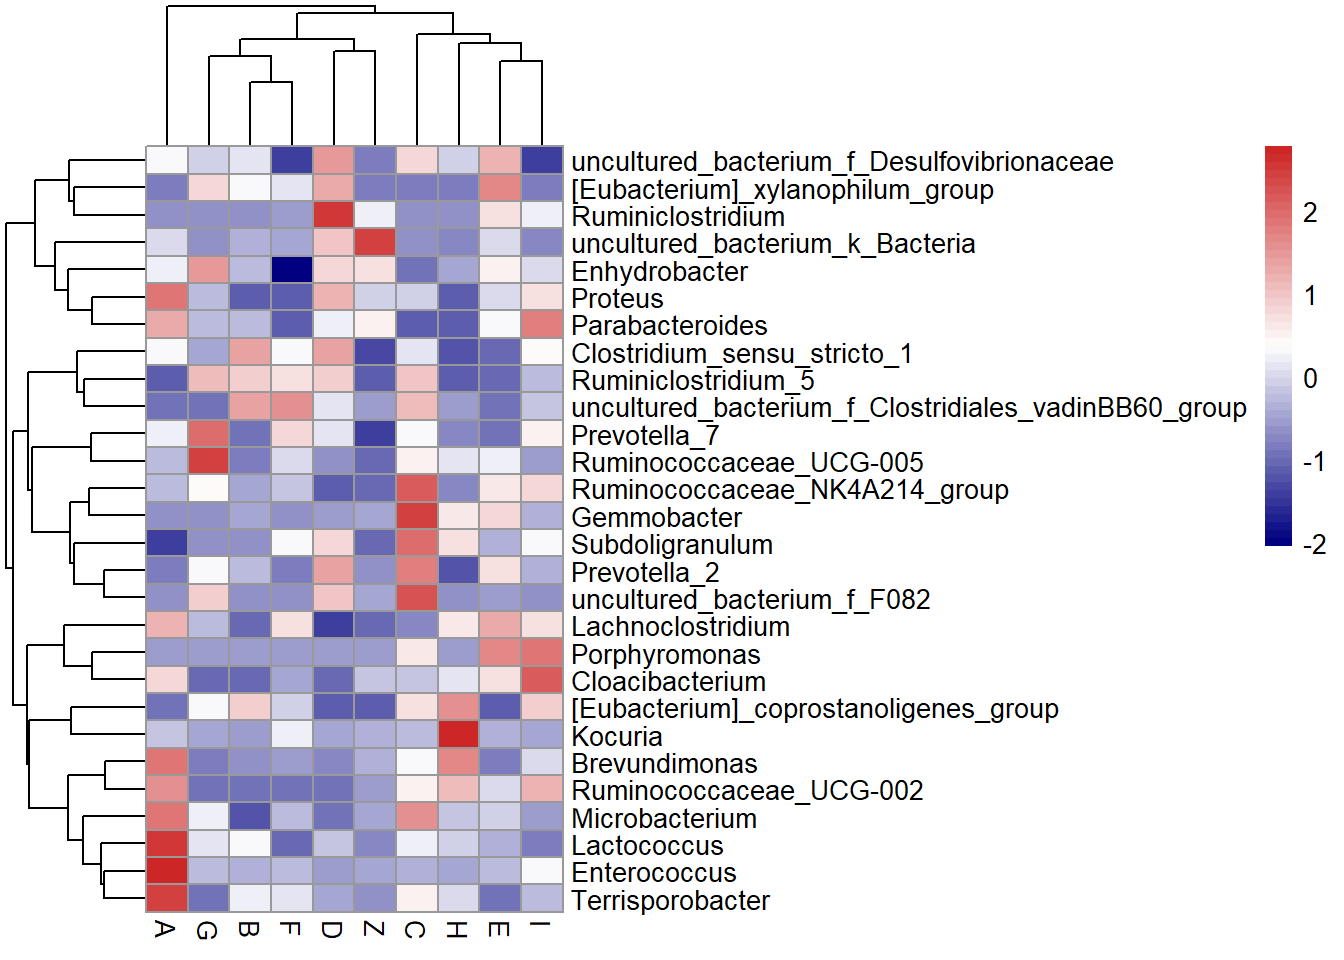 uncultured_bacterium_f_Desulfovibrionaceae
[Eubacterium]_xylanophilum_group
Ruminiclostridium
uncultured_bacterium_k_Bacteria
Enhydrobacter
Proteus
Parabacteroides
Clostridium_sensu_stricto_1
Ruminiclostridium_5
uncultured_bacterium_f_Clostridiales_vadinBB60_group
Prevotella_7
Ruminococcaceae_UCG-005
Ruminococcaceae_NK4A214_group
Gemmobacter
Subdoligranulum
Prevotella_2
uncultured_bacterium_f_F082
Lachnoclostridium
Porphyromonas
Cloacibacterium
[Eubacterium]_coprostanoligenes_group
Kocuria
Brevundimonas
Ruminococcaceae_UCG-002
Microbacterium
Lactococcus
Enterococcus
Terrisporobacter
A G B F D Z C H E I
2
1
0
-1
-2